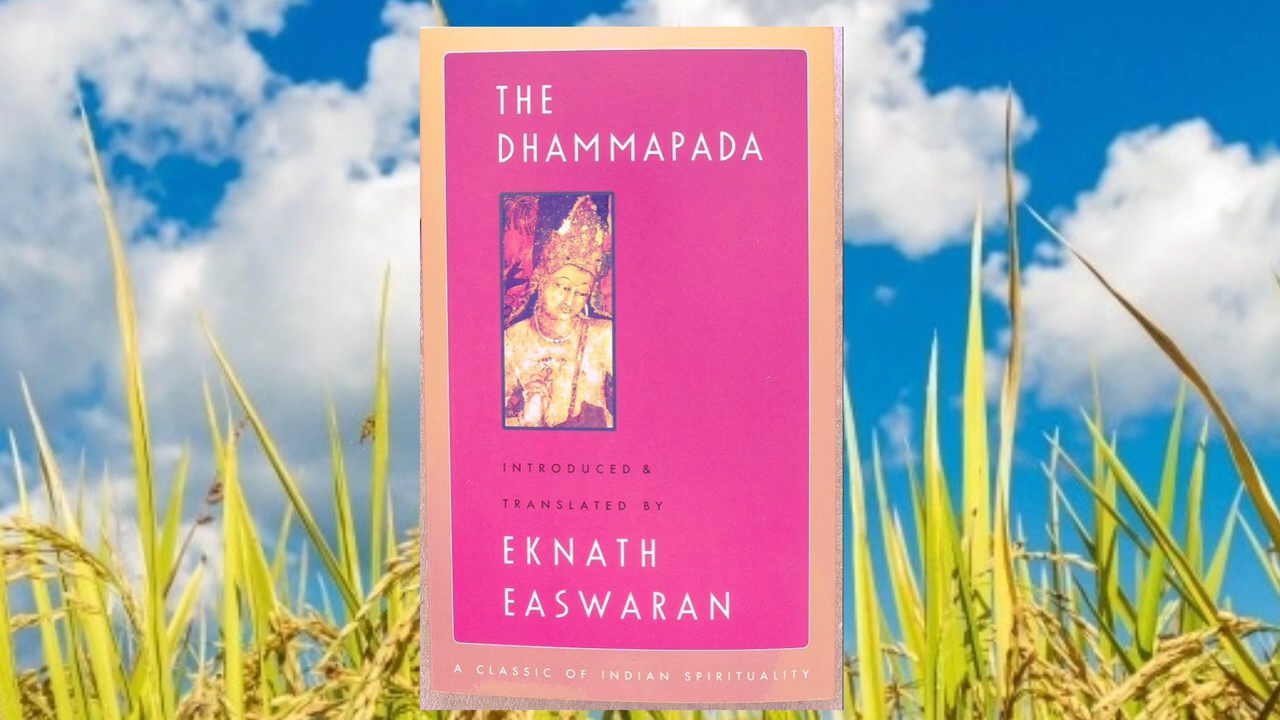 THE
DHAMMAPADA
INTRODUCED &
TRANSLATED BY
EKNATH
EASWARAN
A CLASSIC OF INDIAN SPIRITUALITY